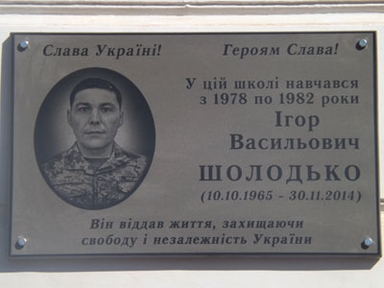 Слава Україні! Героям Слава!
У цій школі навчався
з 1978 по 1982 роки
Ігор
Васильович
ШОЛОДЬКО
(10.10.1965 - 30.11.2014)
Він віддав життя, захищаючи
свободу і незалежність України